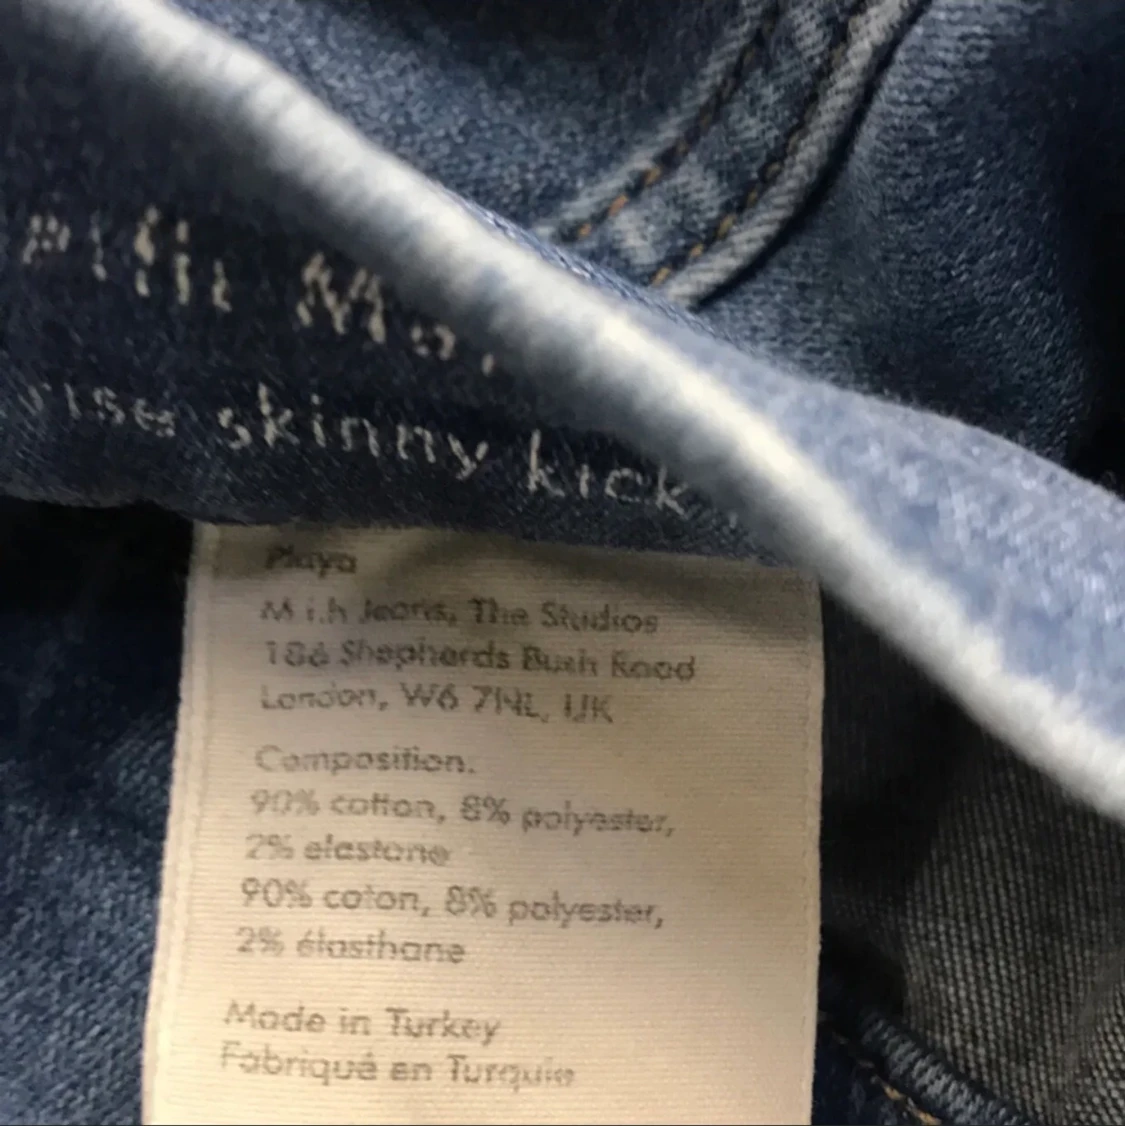 rise skinny kick
Playa
M i.h Jeans, The Studios
186 Shepherds Bush Road
London, W6 7NL, UK
Composition.
90% cotton, 8% polyester,
2% elastane
90% coton, 8% polyester,
2% élasthane
Made in Turkey
Fabriqué en Turquie